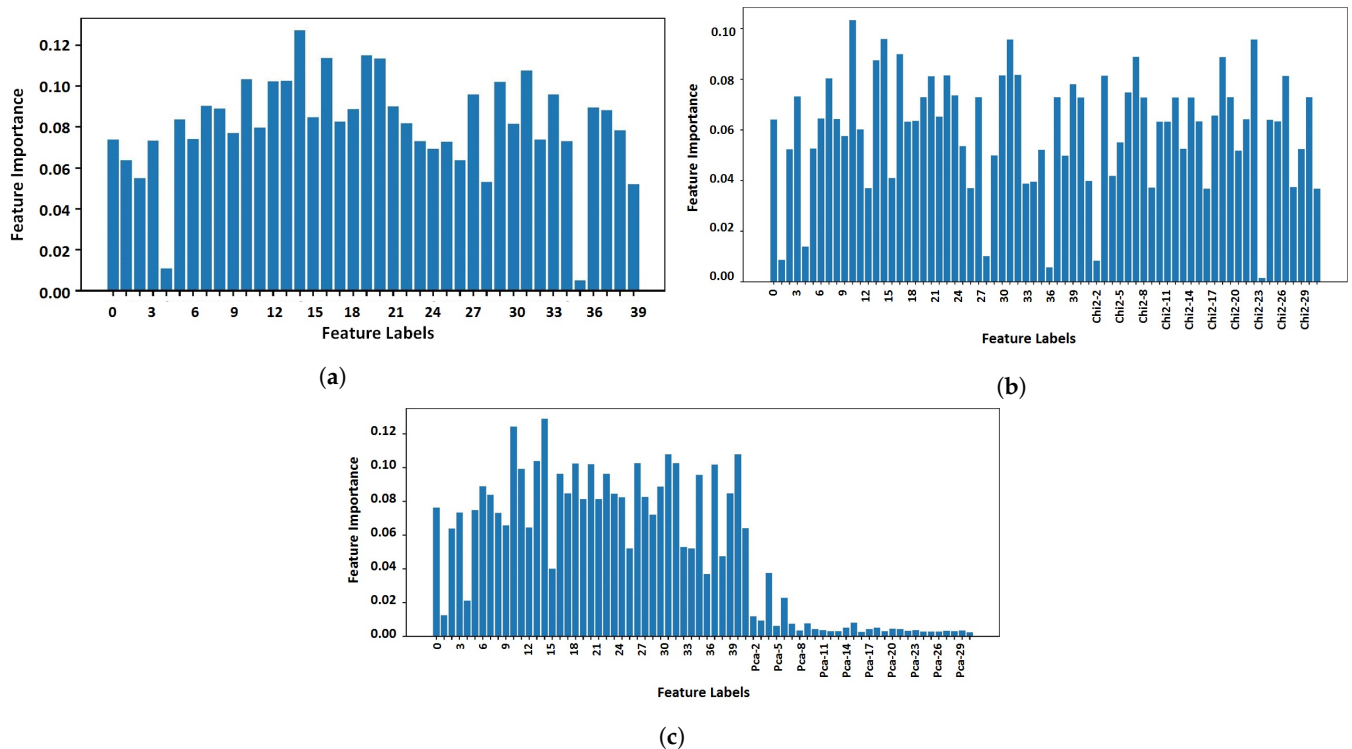 0.12
0.10
0.08
0.06
0.04
0.02
0.00
Feature Importance
0 3 6 9 12 15 18 21 24 27 30 33 36 39
Feature Labels
(a)
0.10
0.08
0.06
0.04
0.02
0.00
Feature Importance
0 3 6 9 12 15 18 21 24 27 30 33 36 39 Chi2-2 Chi2-5 Chi2-8 Chi2-11 Chi2-14 Chi2-17 Chi2-20 Chi2-23 Chi2-26 Chi2-29
Feature Labels
(b)
0.12
0.10
0.08
0.06
0.04
0.02
0.00
Feature Importance
0 3 6 9 12 15 18 21 24 27 30 33 36 39 Pca-2 Pca-5 Pca-8 Pca-11 Pca-14 Pca-17 Pca-20 Pca-23 Pca-26 Pca-29
Feature Labels
(c)